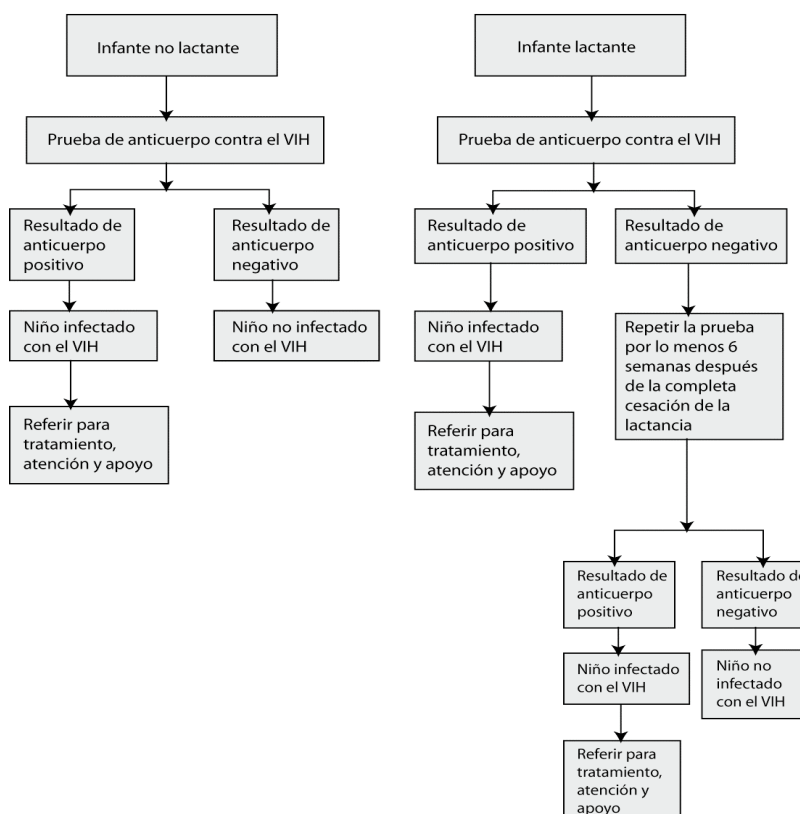 Infante no lactante
Prueba de anticuerpo contra el VIH
Resultado de
anticuerpo
positivo
Resultado de
anticuerpo
negativo
Niño infectado
con el VIH
Niño no infectado
con el VIH
Referir para
tratamiento,
atención y apoyo
Infante lactante
Prueba de anticuerpo contra el VIH
Resultado de
anticuerpo positivo
Resultado de
anticuerpo negativo
Niño infectado
con el VIH
Repetir la prueba
por lo menos 6
semanas después
de la completa
cesación de la
lactancia
Referir para
tratamiento,
atención y apoyo
Resultado de
anticuerpo
positivo
Resultado de
anticuerpo
negativo
Niño infectado
con el VIH
Niño no
infectado
con el VIH
Referir para
tratamiento,
atención y
apoyo